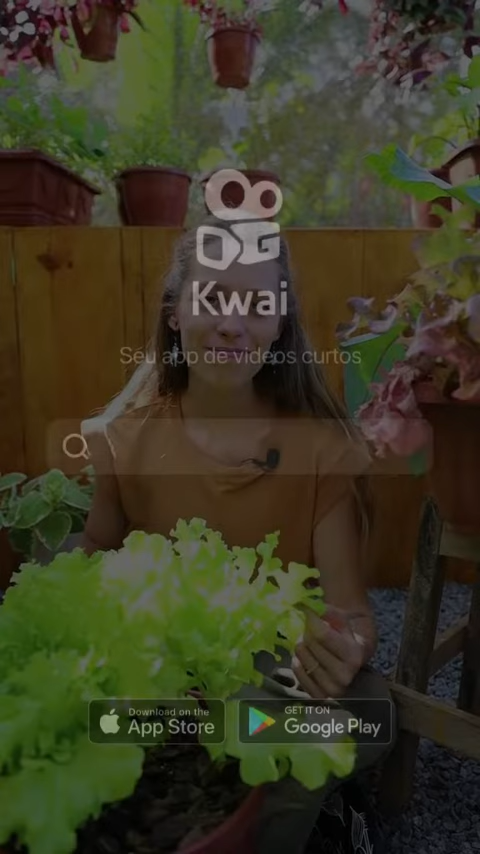 Kwai
Seu app de vídeos curtos
Download on the
App Store
GET IT ON
Google Play